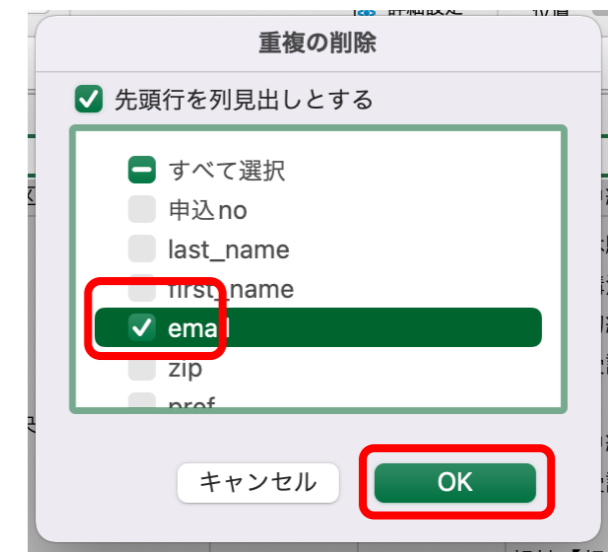 重複の削除
先頭行を列見出しとする
すべて選択
申込no
last_name
first_name
email
zip
pref
キャンセル
OK